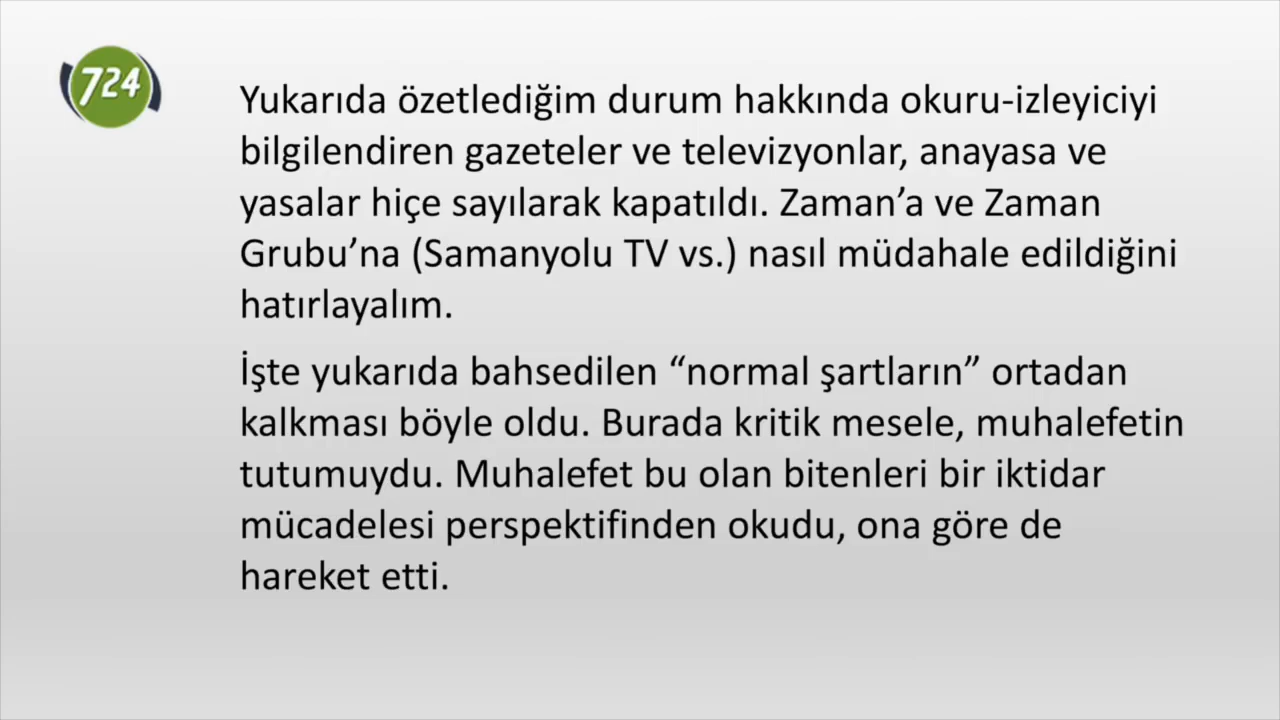 724
Yukarıda özetlediğim durum hakkında okuru-izleyiciyi
bilgilendiren gazeteler ve televizyonlar, anayasa ve
yasalar hiçe sayılarak kapatıldı. Zaman’a ve Zaman
Grubu’na (Samanyolu TV vs.) nasıl müdahale edildiğini
hatırlayalım.
İşte yukarıda bahsedilen “normal şartların” ortadan
kalkması böyle oldu. Burada kritik mesele, muhalefetin
tutumuydu. Muhalefet bu olan bitenleri bir iktidar
mücadelesi perspektifinden okudu, ona göre de
hareket etti.